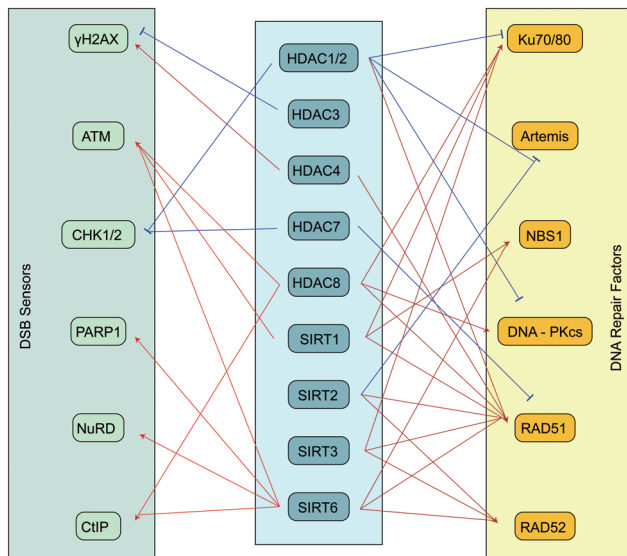 γH2AX
ATM
CHK1/2
PARP1
NuRD
CtIP
DSB Sensors
HDAC1/2
HDAC3
HDAC4
HDAC7
HDAC8
SIRT1
SIRT2
SIRT3
SIRT6
Ku70/80
Artemis
NBS1
DNA - PKcs
RAD51
RAD52
DNA Repair Factors